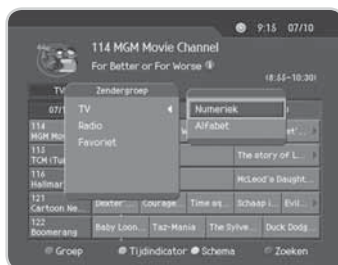 9:15 07/10
114 MGM Movie Channel
For Better or For Worse
(8:55~10:30)
TV
Zendergroep
07/1
TV
Radio
Favoriet
Numeriek
Alfabet
114
MGM Mo
115
TCM (Tu
The story of L...
116
Hallmar
McLeod's Daught...
121
Cartoon Ne...
Dexter ... Courage... Time sq... Schaap i... Evil...
122
Boomerang
Baby Loon... Taz-Mania The Sylve... Duck Dodg...
Groep Tijdindicator Schema Zoeken